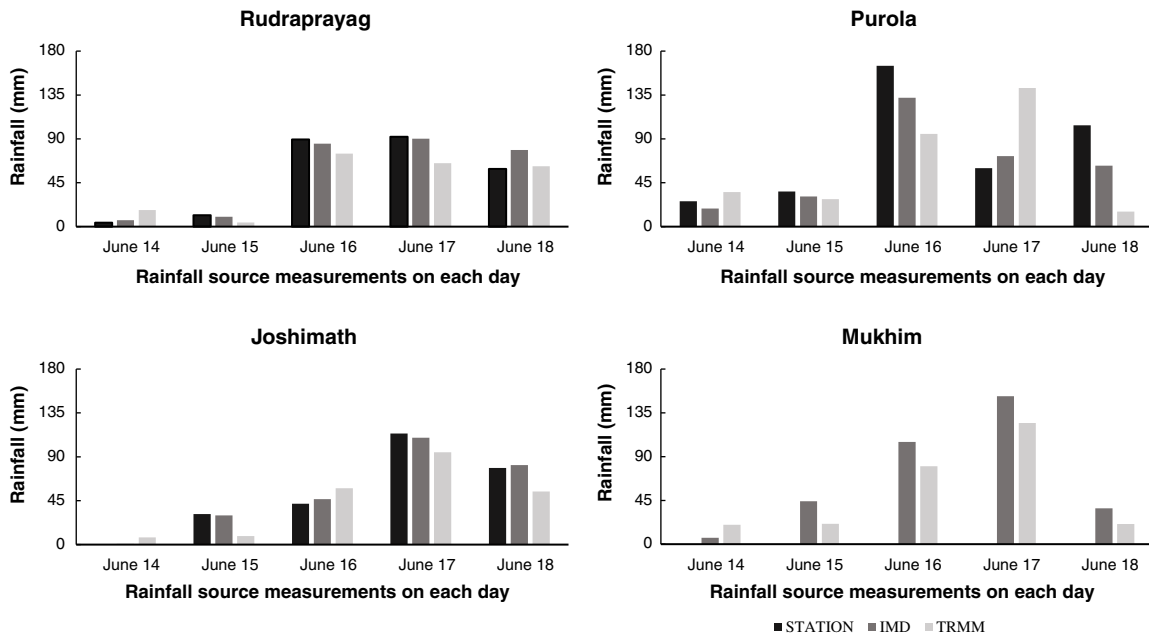 Rudraprayag
Rainfall (mm)
180
135
90
45
0
June 14 June 15 June 16 June 17 June 18
Rainfall source measurements on each day
Purola
Rainfall (mm)
180
135
90
45
0
June 14 June 15 June 16 June 17 June 18
Rainfall source measurements on each day
Joshimath
Rainfall (mm)
180
135
90
45
0
June 14 June 15 June 16 June 17 June 18
Rainfall source measurements on each day
Mukhim
Rainfall (mm)
180
135
90
45
0
June 14 June 15 June 16 June 17 June 18
Rainfall source measurements on each day
STATION IMD TRMM